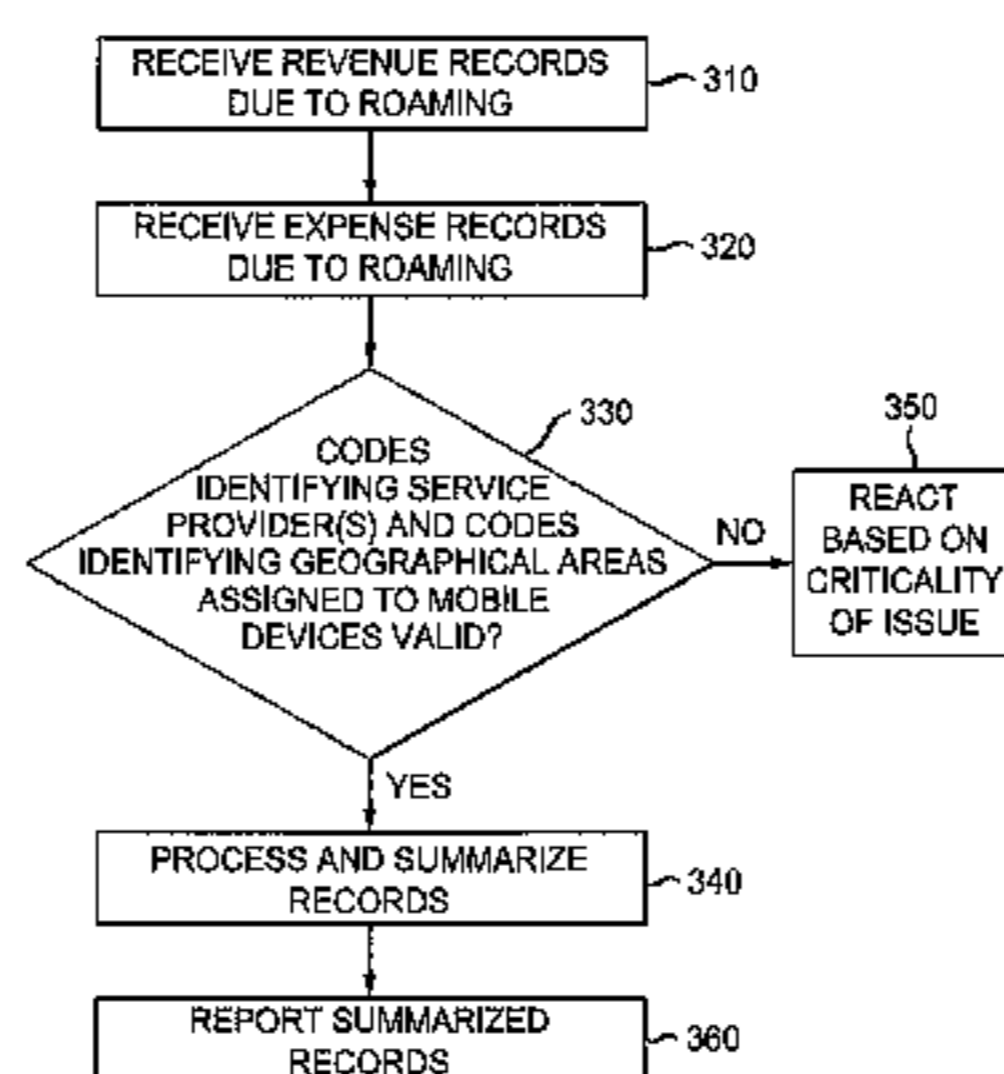 RECEIVE REVENUE RECORDS
DUE TO ROAMING
310
RECEIVE EXPENSE RECORDS
DUE TO ROAMING
320
330
CODES
IDENTIFYING SERVICE
PROVIDER(S) AND CODES
IDENTIFYING GEOGRAPHICAL AREAS
ASSIGNED TO MOBILE
DEVICES VALID?
NO
350
REACT
BASED ON
CRITICALITY
OF ISSUE
YES
PROCESS AND SUMMARIZE
RECORDS
340
REPORT SUMMARIZED
RECORDS
360